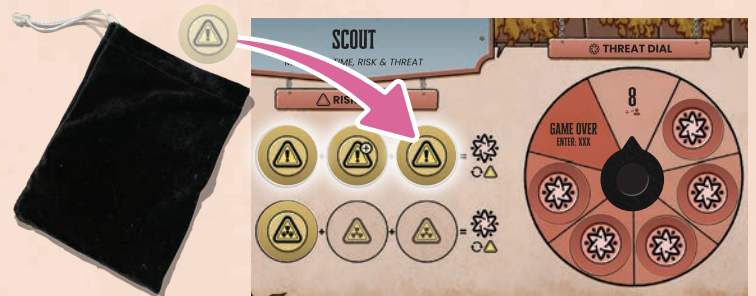 SCOUT
TIME, RISK & THREAT
RISK
THREAT DIAL
8
GAME OVER
ENTER: XXX